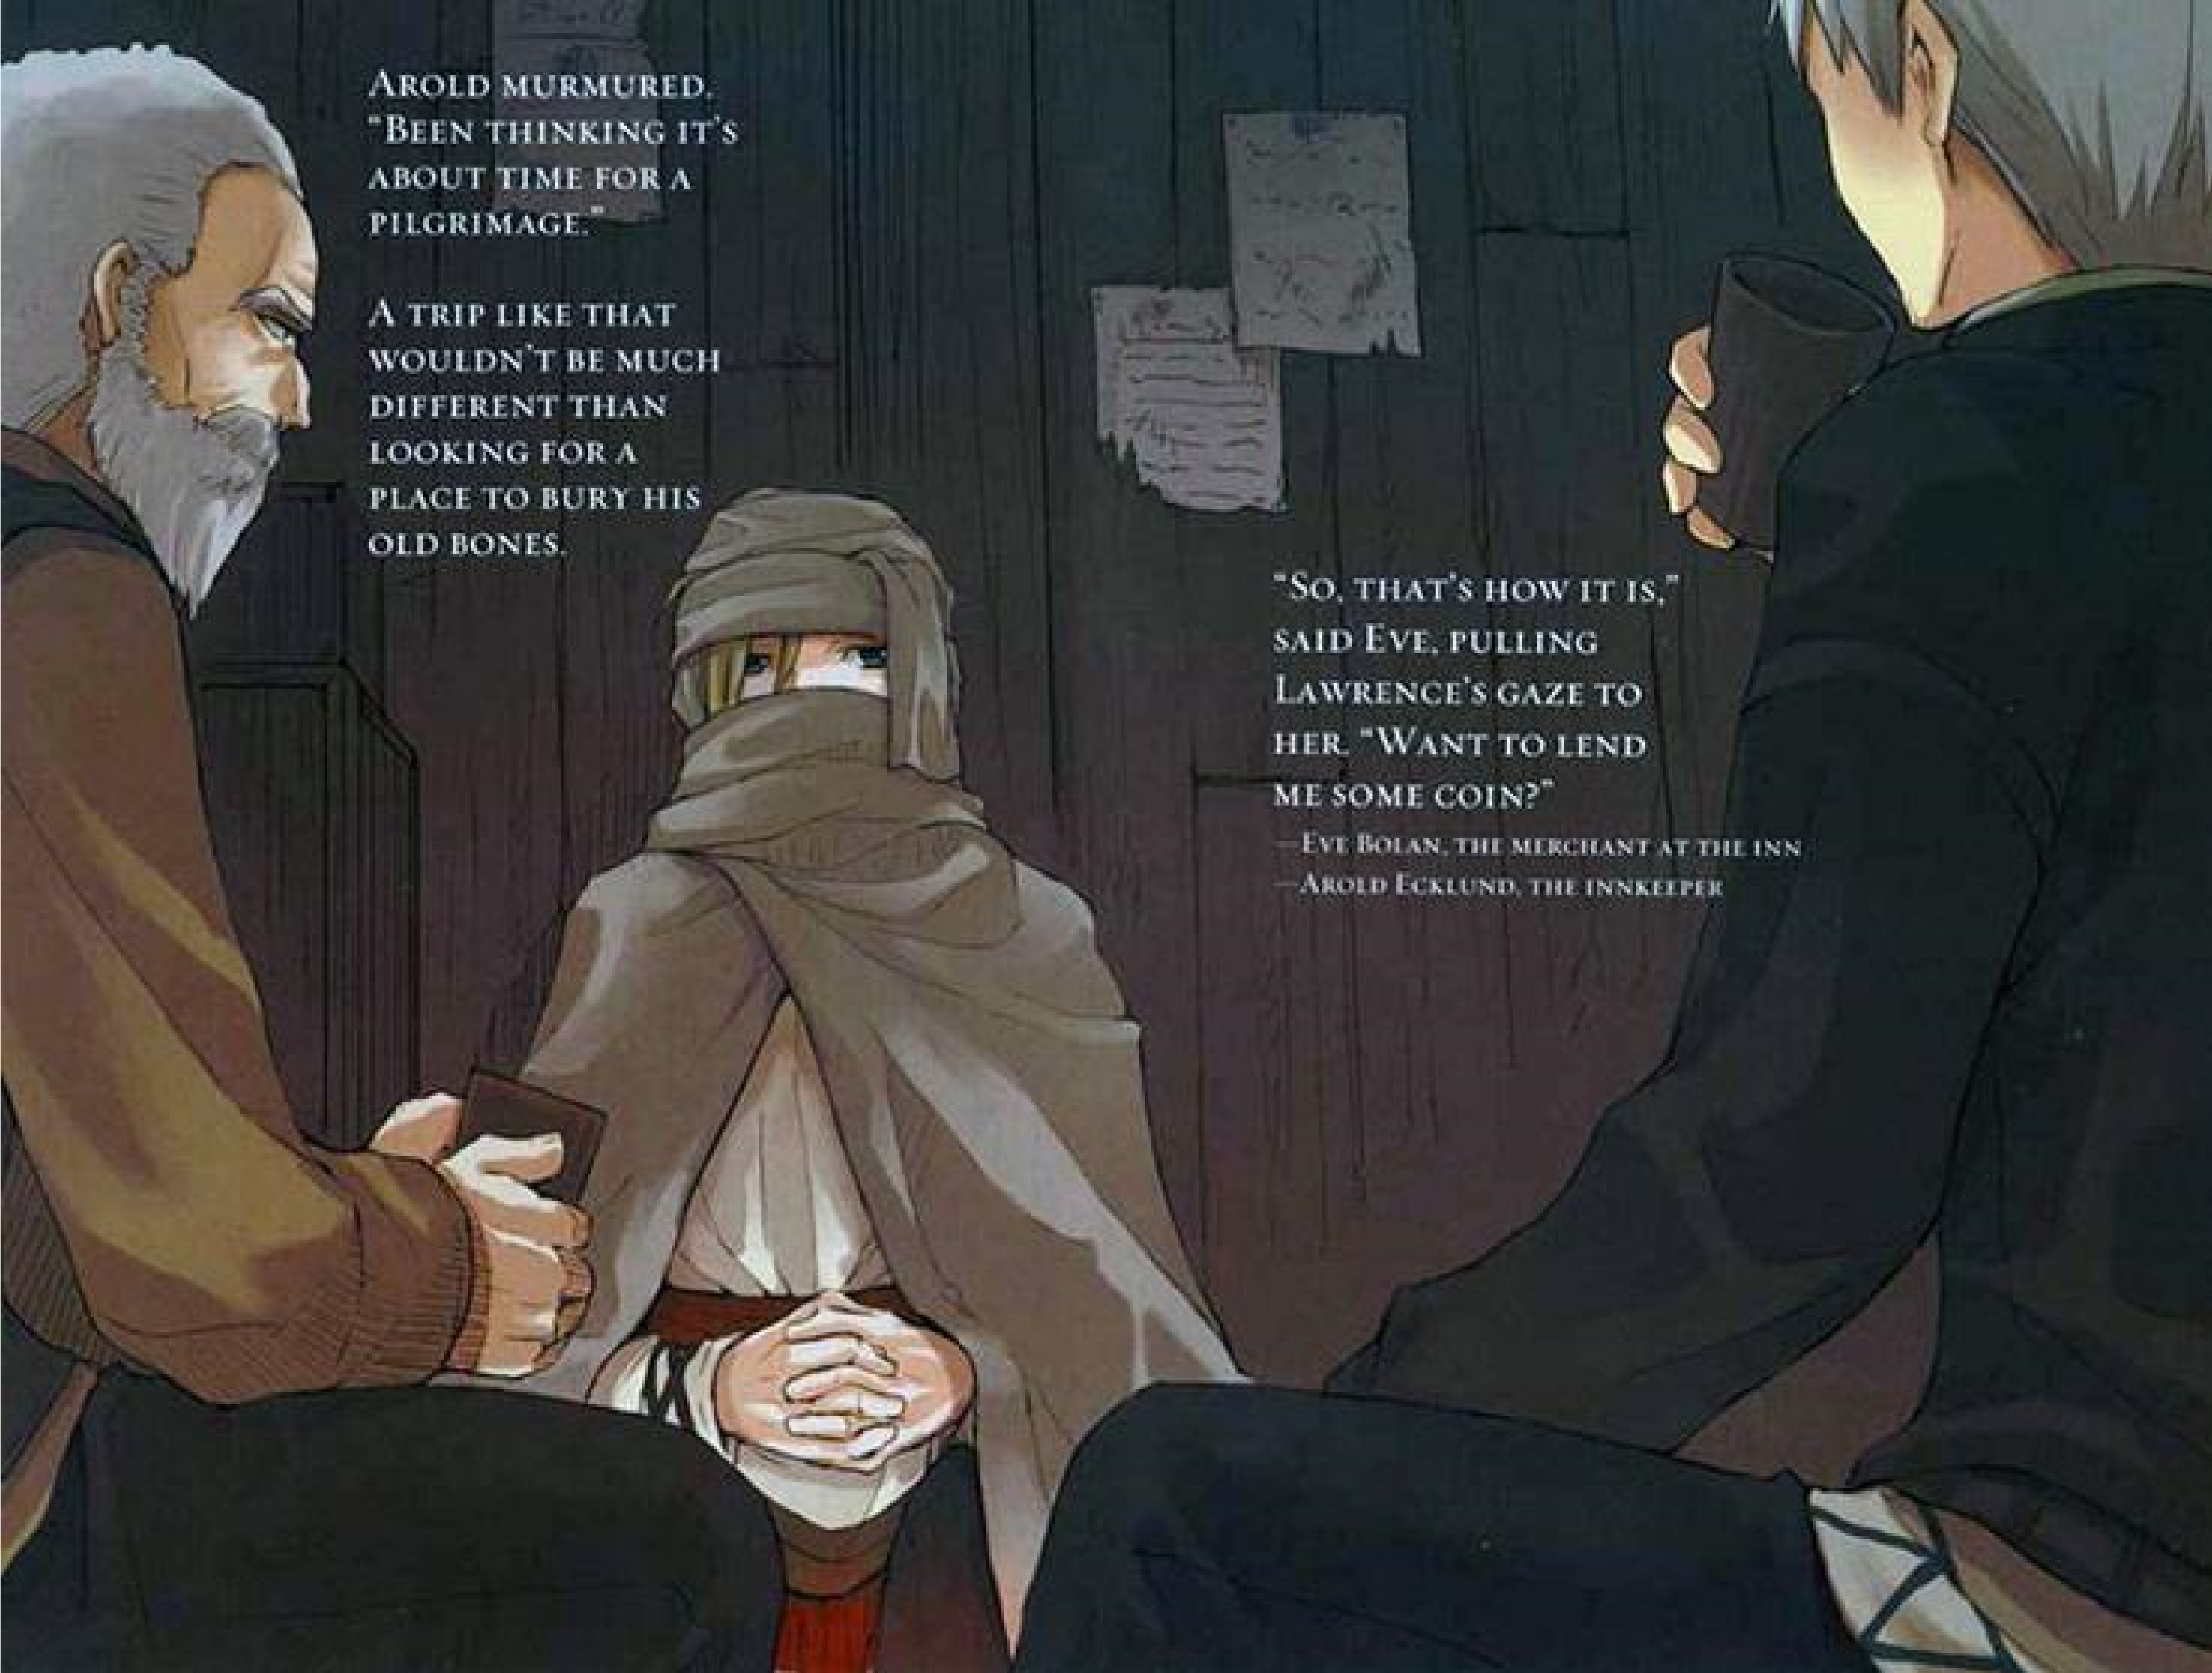 AROLD MURMURED.
"BEEN THINKING IT'S
ABOUT TIME FOR A
PILGRIMAGE."
A TRIP LIKE THAT
WOULDN'T BE MUCH
DIFFERENT THAN
LOOKING FOR A
PLACE TO BURY HIS
OLD BONES.
"SO, THAT'S HOW IT IS,"
SAID EVE, PULLING
LAWRENCE'S GAZE TO
HER. "WANT TO LEND
ME SOME COIN?"
—EVE BOLAN, THE MERCHANT AT THE INN
—AROLD ECKLUND, THE INNKEEPER